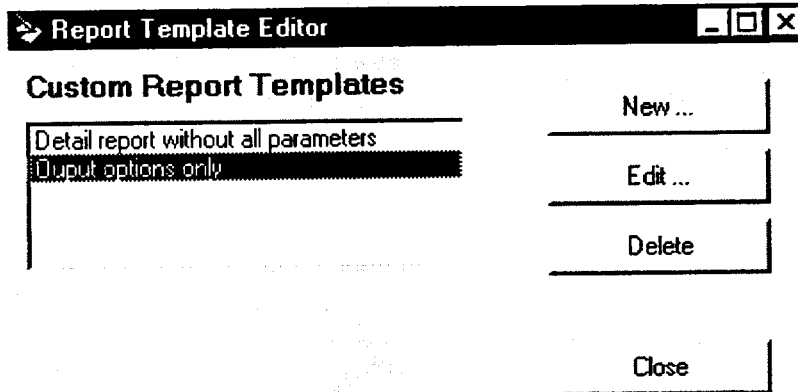 Report Template Editor
Custom Report Templates
Detail report without all parameters
Ouput options only
New ...
Edit ...
Delete
Close